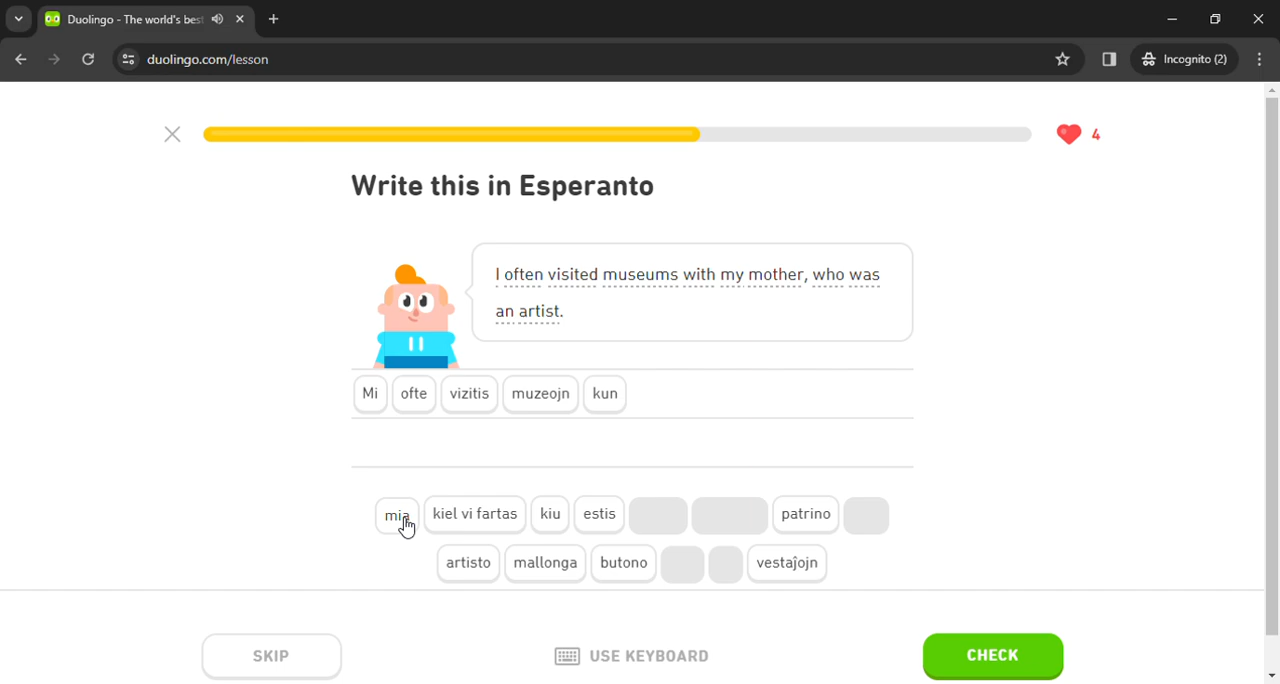 Duolingo - The world's best
duolingo.com/lesson
Incognito (2)
4
Write this in Esperanto
I often visited museums with my mother, who was
an artist.
Mi ofte vizitis muzeojn kun
mia kiel vi fartas kiu estis patrino
artisto mallonga butono vestaĵojn
SKIP USE KEYBOARD CHECK